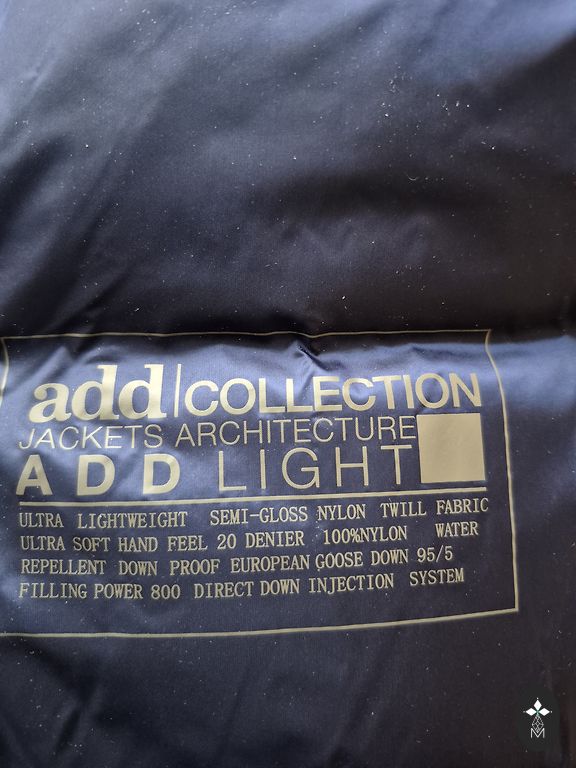 add|COLLECTION
JACKETS ARCHITECTURE
ADD LIGHT
ULTRA LIGHTWEIGHT SEMI-GLOSS NYLON TWILL FABRIC
ULTRA SOFT HAND FEEL 20 DENIER 100%NYLON WATER
REPELLENT DOWN PROOF EUROPEAN GOOSE DOWN 95/5
FILLING POWER 800 DIRECT DOWN INJECTION SYSTEM
M